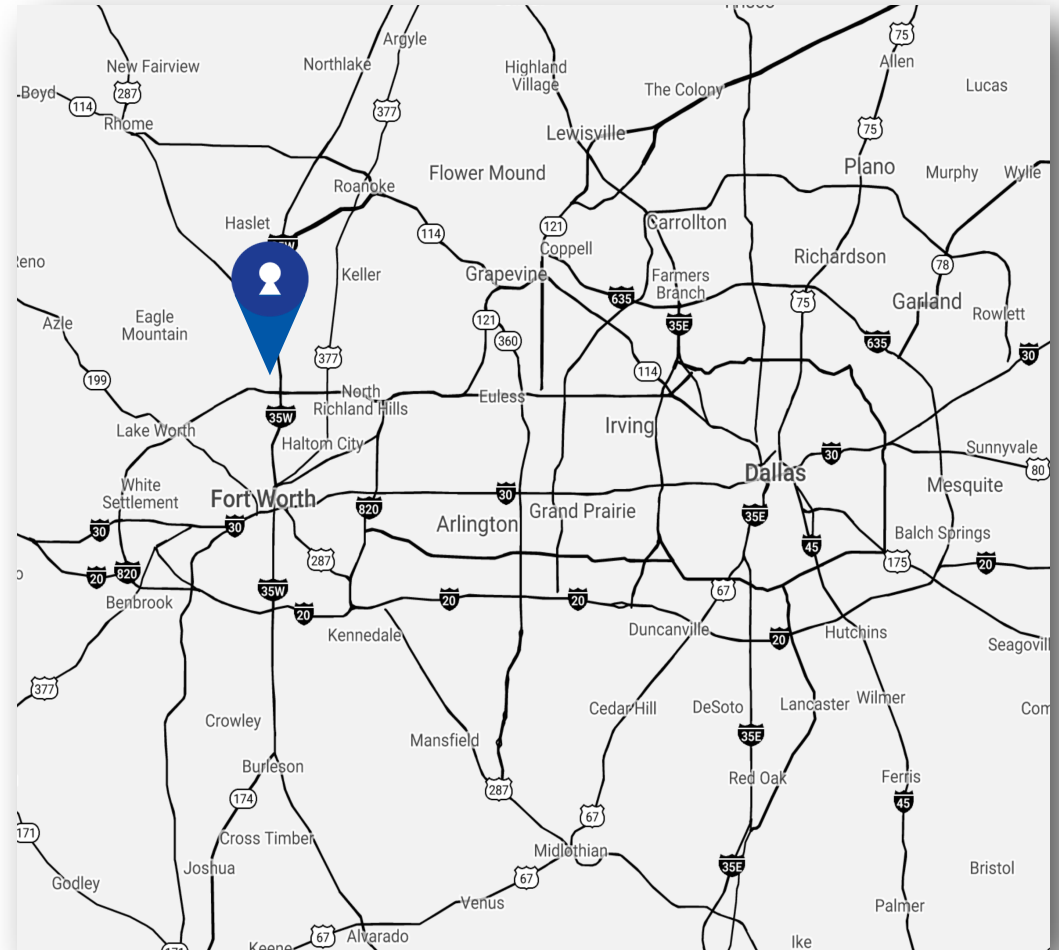 Argyle
75
New Fairview
Northlake
Highland
Village
Allen
Boyd
287
The Colony
Lucas
114
377
Rhome
Lewisville
75
Flower Mound
Plano
Murphy
Wylie
Roanoke
Haslet
121
Carrollton
114
Coppell
Richardson
78
Grapevine
Keller
Farmers
Branch
635
75
Garland
Rowlett
Eagle
Mountain
Azle
121
35E
360
635
30
377
114
199
North
Richland Hills
Euless
35W
Irving
Lake Worth
Haltom City
30
Sunnyvale
80
Dallas
Mesquite
White
Settlement
Fort Worth
30
820
Grand Prairie
35E
Arlington
30
30
Balch Springs
45
287
175
20
20
820
35W
67
Benbrook
20
20
20
Kennedale
Duncanville
20
Hutchins
377
Crowley
Cedar Hill
DeSoto
Lancaster
Wilmer
Mansfield
35E
Burleson
Red Oak
Ferris
287
174
45
67
171
Cross Timber
Midlothian
Joshua
35E
Godley
67
Bristol
Venus
Palmer
67
Alvarado
Ike